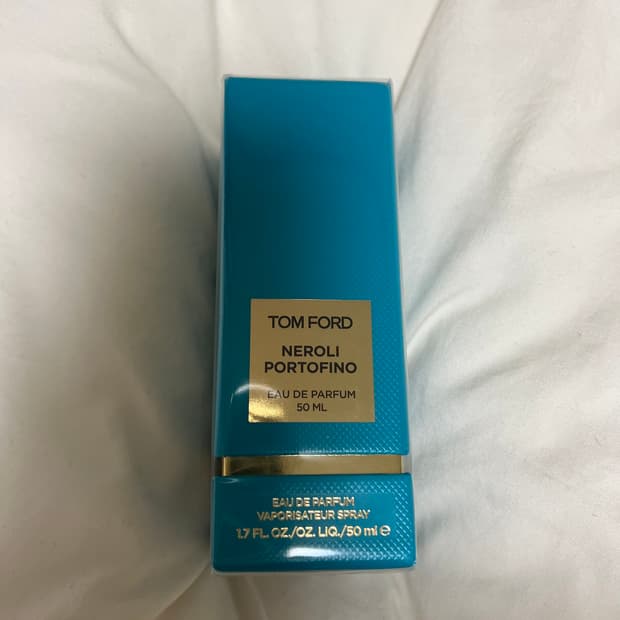 TOM FORD
NEROLI
PORTOFINO
EAU DE PARFUM
50 ML
EAU DE PARFUM
VAPORISATEUR SPRAY
1.7 FL. OZ./OZ. LIQ./50 ml ℮